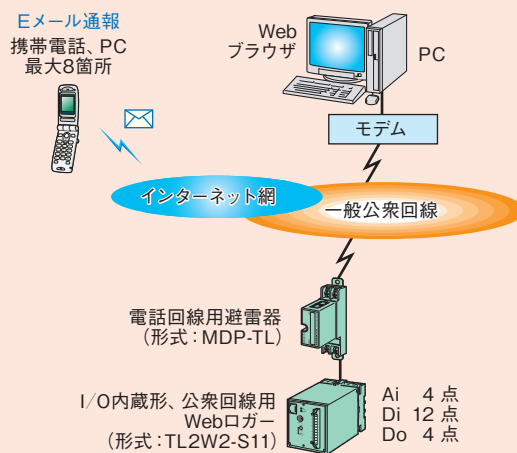 Eメール通報
携帯電話、PC
最大8箇所
Web
ブラウザ
PC
モデム
インターネット網
一般公衆回線
電話回線用避雷器
（形式：MDP-TL）
I/O内蔵形、公衆回線用
Webロガー
（形式：TL2W2-S11）
Ai 4 点
Di 12 点
Do 4 点